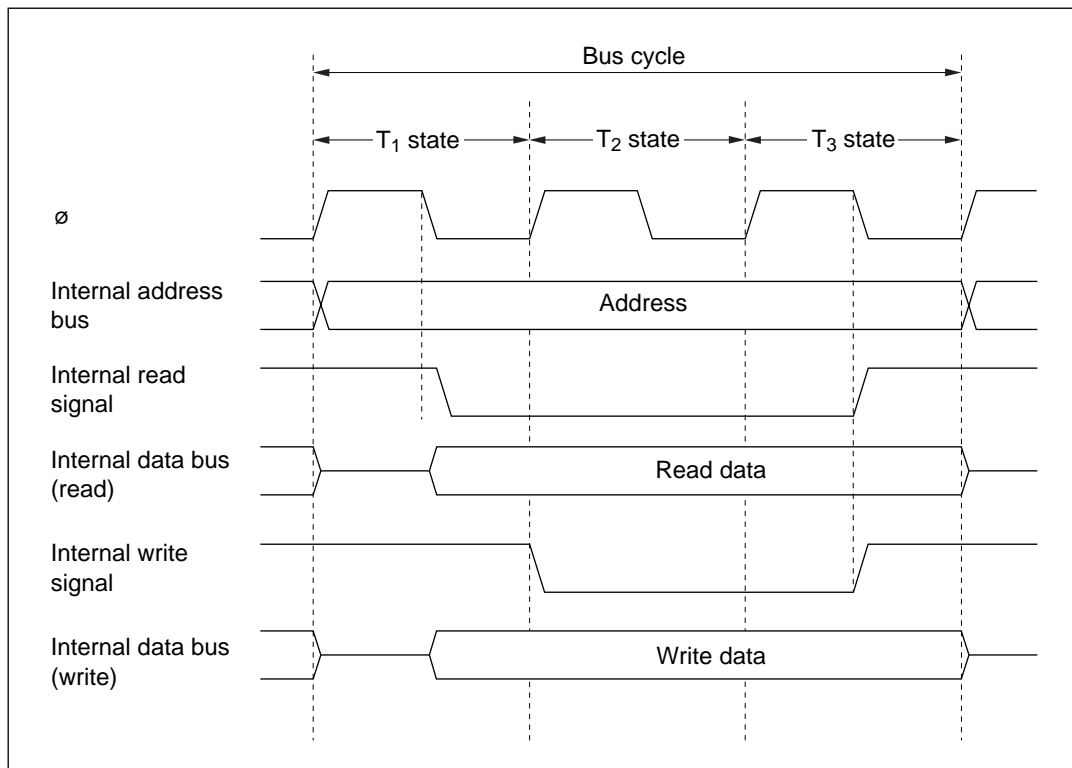 Bus cycle
T₁ state
T₂ state
T₃ state
ø
Internal address
bus
Address
Internal read
signal
Internal data bus
(read)
Read data
Internal write
signal
Internal data bus
(write)
Write data